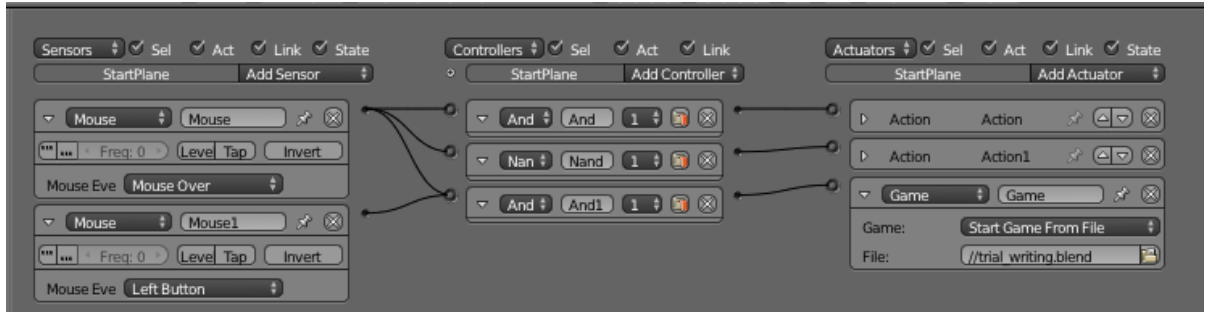 Sensors Sel Act Link State Controllers Sel Act Link Actuators Sel Act Link State
StartPlane Add Sensor StartPlane Add Controller StartPlane Add Actuator
Mouse Mouse And And 1 Action Action
Freq: 0 Level Tap Invert Nan Nand 1 Action Action1
Mouse Eve Mouse Over And And1 1 Game Game
Mouse Mouse1 Game: Start Game From File
Freq: 0 Level Tap Invert File: //trial_writing.blend
Mouse Eve Left Button